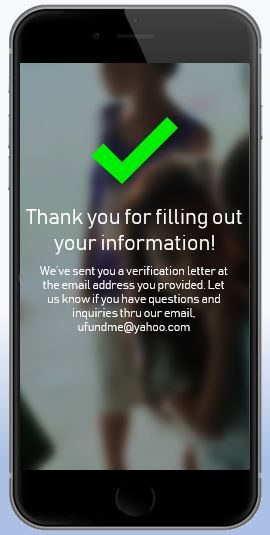 Thank you for filling out
your information!
We've sent you a verification letter at
the email address you provided. Let
us know if you have questions and
inquiries thru our email,
ufundme@yahoo.com